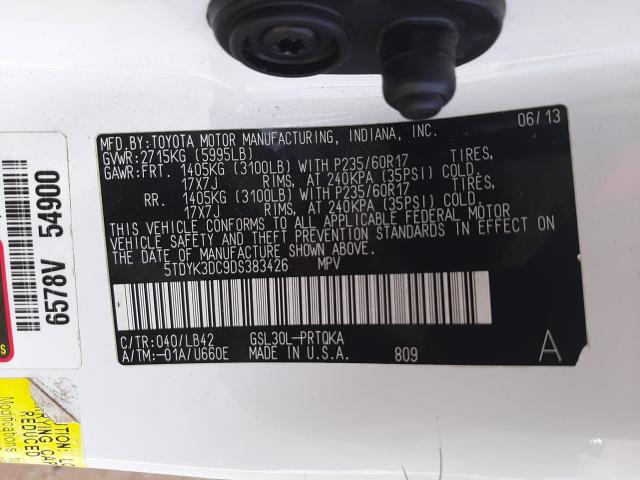 06/13
MFD.BY:TOYOTA MOTOR MANUFACTURING, INDIANA, INC.
GVWR:2715KG (5995LB)
GAWR:FRT. 1405KG (3100LB) WITH P235/60R17 TIRES,
17X7J RIMS, AT 240KPA (35PSI) COLD.
RR. 1405KG (3100LB) WITH P235/60R17 TIRES,
17X7J RIMS, AT 240KPA (35PSI) COLD.
THIS VEHICLE CONFORMS TO ALL APPLICABLE FEDERAL MOTOR
VEHICLE SAFETY AND THEFT PREVENTION STANDARDS IN EFFECT ON
THE DATE OF MANUFACTURE SHOWN ABOVE.
5TDYK3DC9DS383426 MPV
C/TR:040/LB42 GSL30L-PRTQKA
A/TM:-01A/U660E MADE IN U.S.A. 809 A
6578V 54900
Modifications to
REDUCED